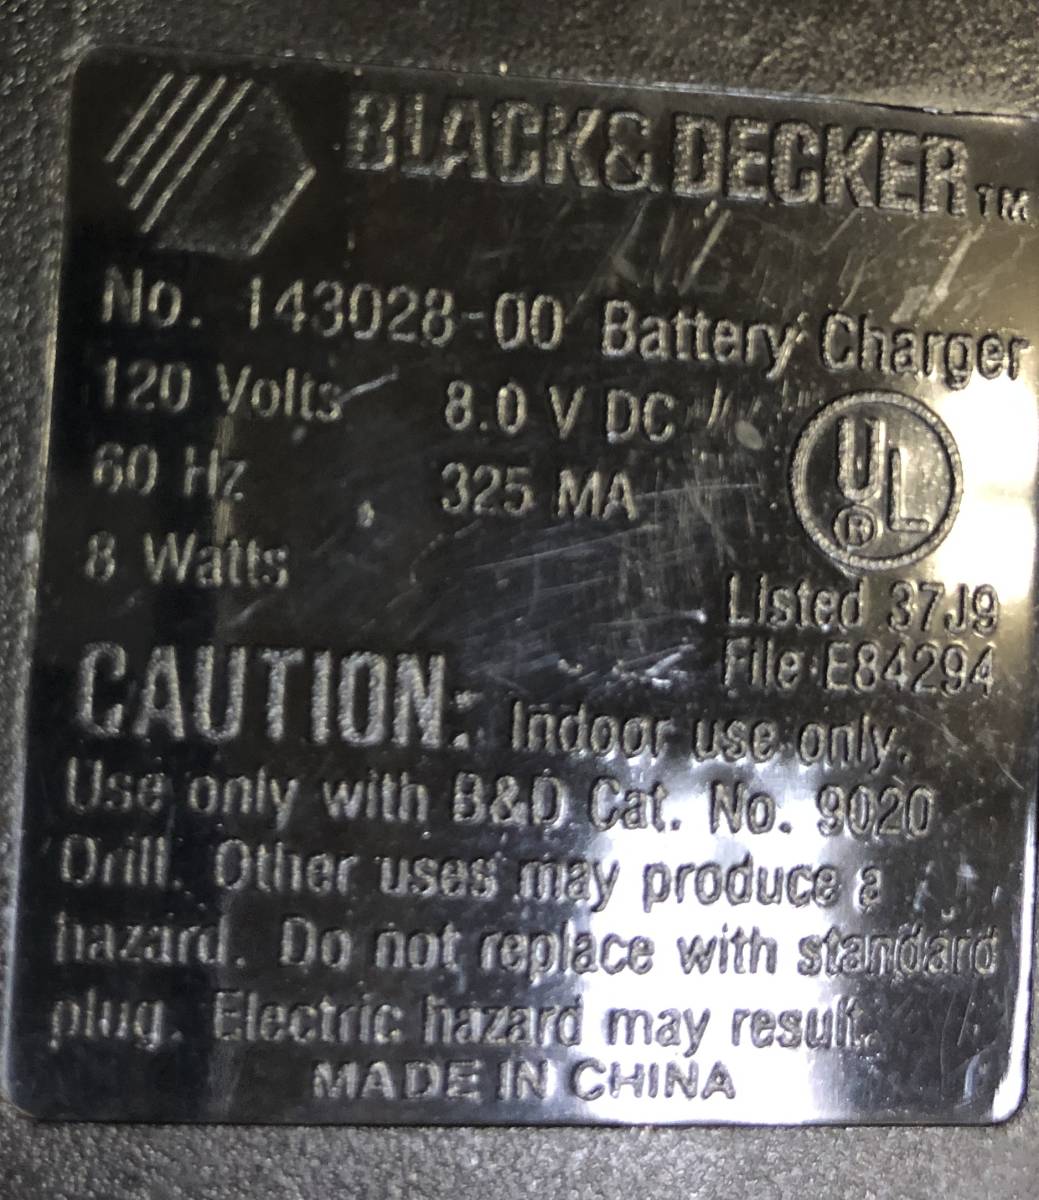 BLACK & DECKER TM
No. 143028-00 Battery Charger
120 Volts 8.0 V DC
60 Hz 325 MA
8 Watts
UL ®
Listed 37J9
File E84294
CAUTION: Indoor use only.
Use only with B&D Cat. No. 9020
Drill. Other uses may produce a
hazard. Do not replace with standard
plug. Electric hazard may result.
MADE IN CHINA